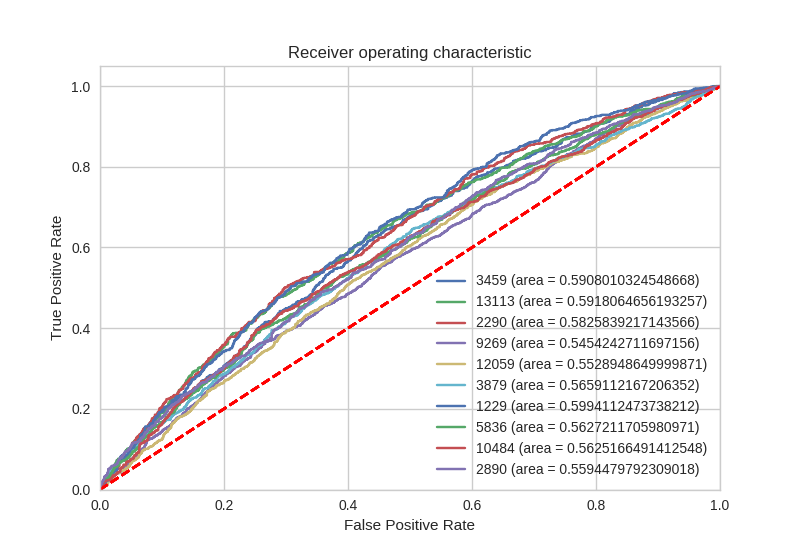 Receiver operating characteristic
True Positive Rate
1.0
0.8
0.6
0.4
0.2
0.0
3459 (area = 0.5908010324548668)
13113 (area = 0.5918064656193257)
2290 (area = 0.5825839217143566)
9269 (area = 0.5454242711697156)
12059 (area = 0.5528948649999871)
3879 (area = 0.5659112167206352)
1229 (area = 0.5994112473738212)
5836 (area = 0.5627211705980971)
10484 (area = 0.5625166491412548)
2890 (area = 0.5594479792309018)
0.0 0.2 0.4 0.6 0.8 1.0
False Positive Rate